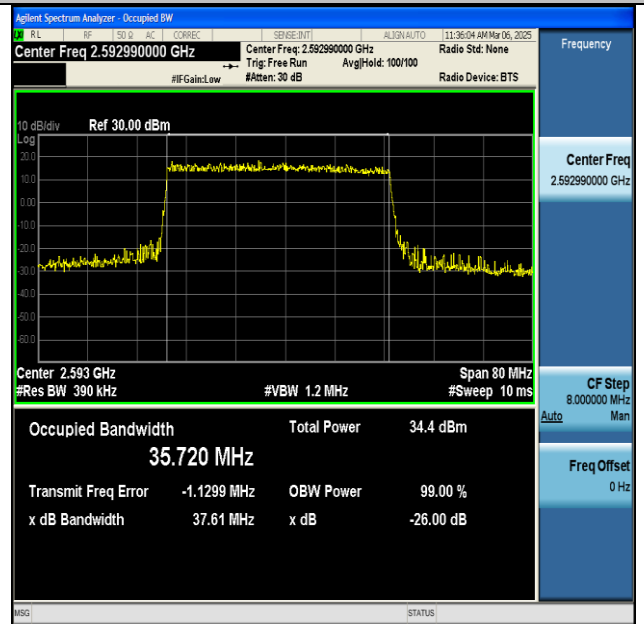 Agilent Spectrum Analyzer - Occupied BW
LXI RL RF 50 Ω AC CORREC SENSE:INT ALIGN AUTO 11:36:04 AM Mar 06, 2025
Center Freq 2.592990000 GHz Center Freq: 2.592990000 GHz Radio Std: None Frequency
Trig: Free Run Avg|Hold: 100/100
#IFGain:Low #Atten: 30 dB Radio Device: BTS
10 dB/div Ref 30.00 dBm
Log
20.0
10.0
0.00
-10.0
-20.0
-30.0
-40.0
-50.0
-60.0
Center Freq
2.592990000 GHz
Center 2.593 GHz Span 80 MHz
#Res BW 390 kHz #VBW 1.2 MHz #Sweep 10 ms
CF Step
8.000000 MHz
Auto Man
Occupied Bandwidth Total Power 34.4 dBm
35.720 MHz
Transmit Freq Error -1.1299 MHz OBW Power 99.00 %
x dB Bandwidth 37.61 MHz x dB -26.00 dB
Freq Offset
0 Hz
MSG STATUS